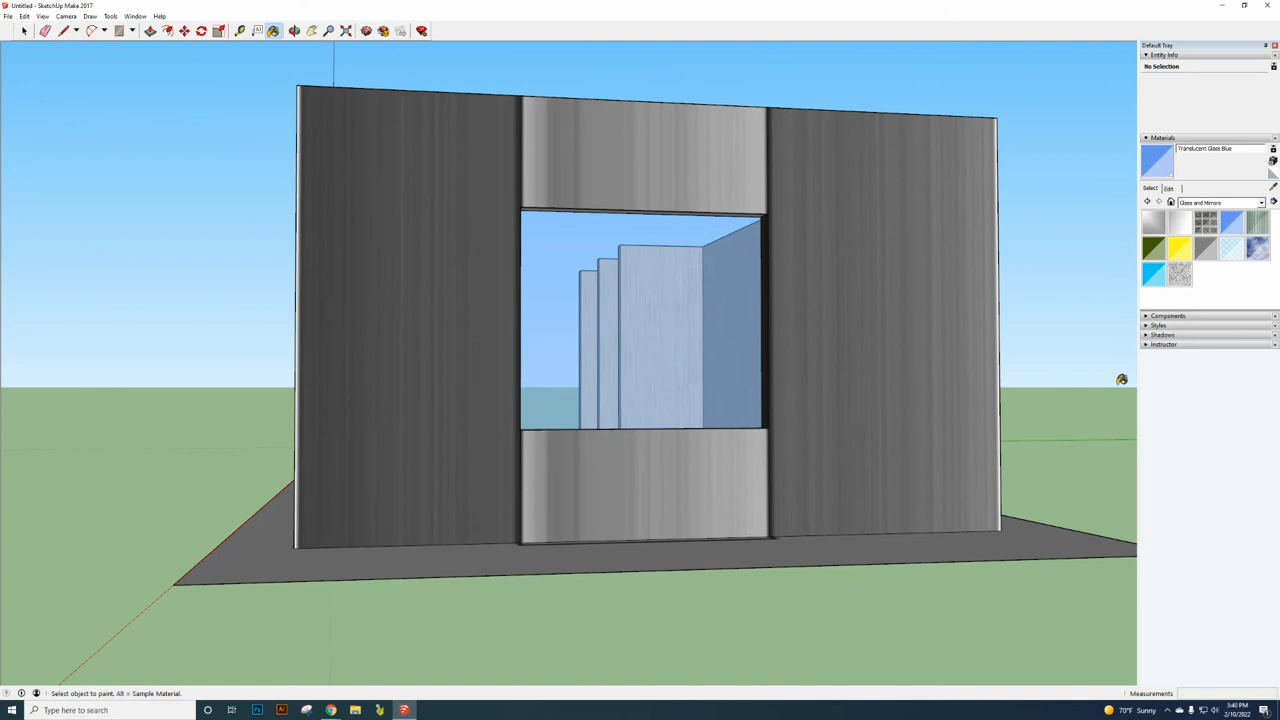 Untitled - SketchUp Make 2017
File Edit View Camera Draw Tools Window Help
Default Tray
Entity Info
No Selection
Materials
Translucent Glass Blue
Select Edit
Glass and Mirrors
Components
Styles
Shadows
Instructor
Select object to paint. Alt = Sample Material.
Measurements
Type here to search
70°F Sunny
3:40 PM
2/10/2022